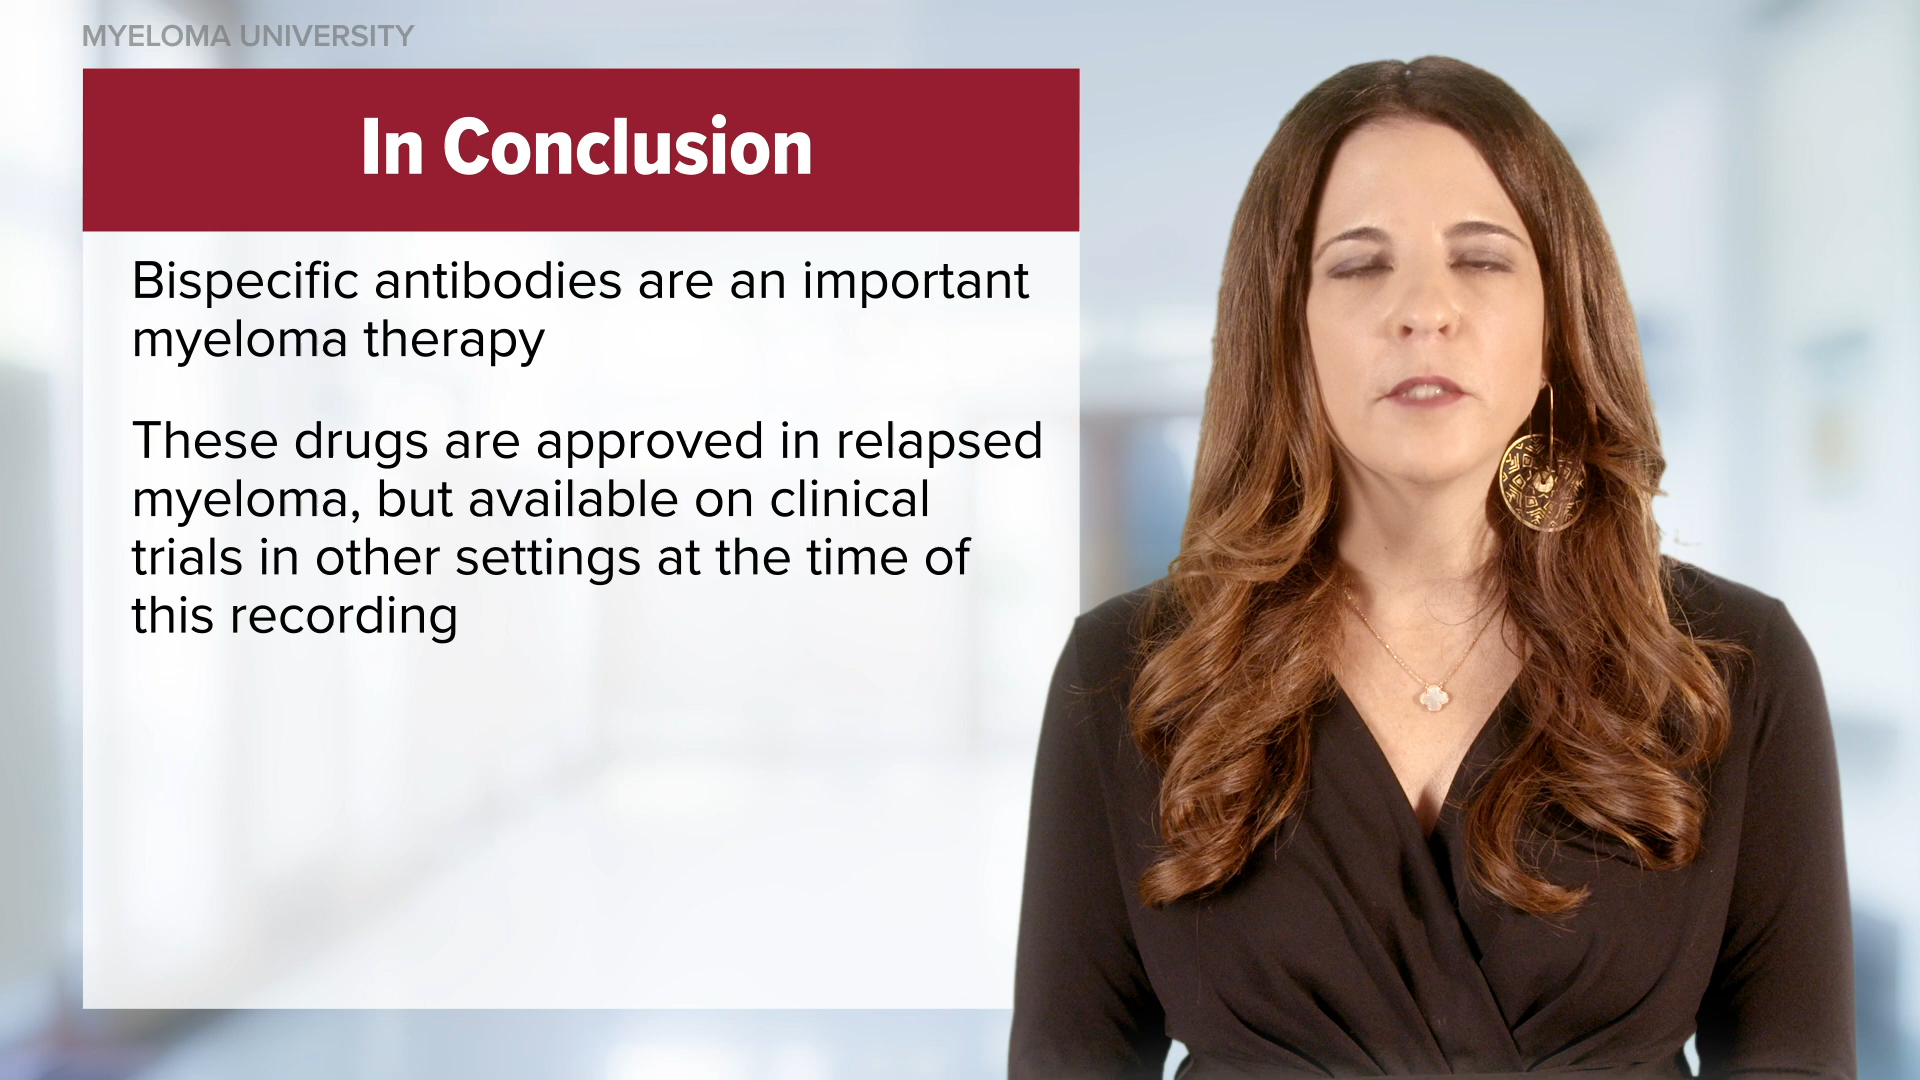 MYELOMA UNIVERSITY
In Conclusion
Bispecific antibodies are an important
myeloma therapy
These drugs are approved in relapsed
myeloma, but available on clinical
trials in other settings at the time of
this recording